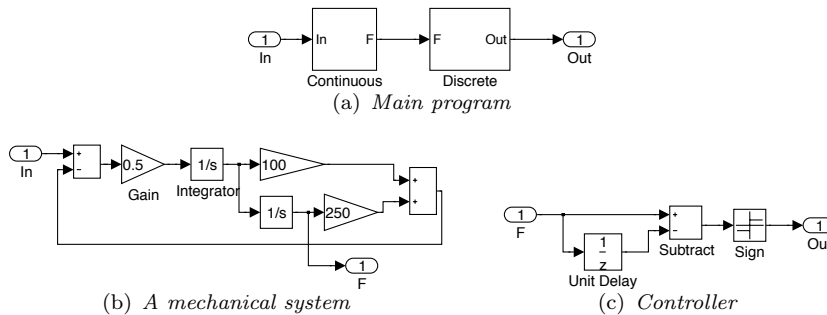 1
In
In
F
Continuous
F
Out
Discrete
1
Out
(a) Main program
1
In
+
−
0.5
Gain
1/s
Integrator
100
1/s
250
+
+
1
F
(b) A mechanical system
1
F
1
z
Unit Delay
+
−
Subtract
Sign
1
Ou
(c) Controller